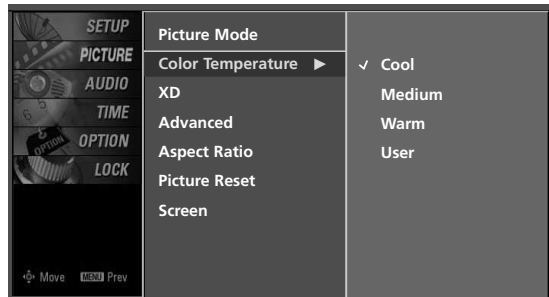 SETUP
PICTURE
AUDIO
TIME
OPTION
LOCK
Move MENU Prev
Picture Mode
Color Temperature ►
XD
Advanced
Aspect Ratio
Picture Reset
Screen
✓ Cool
Medium
Warm
User